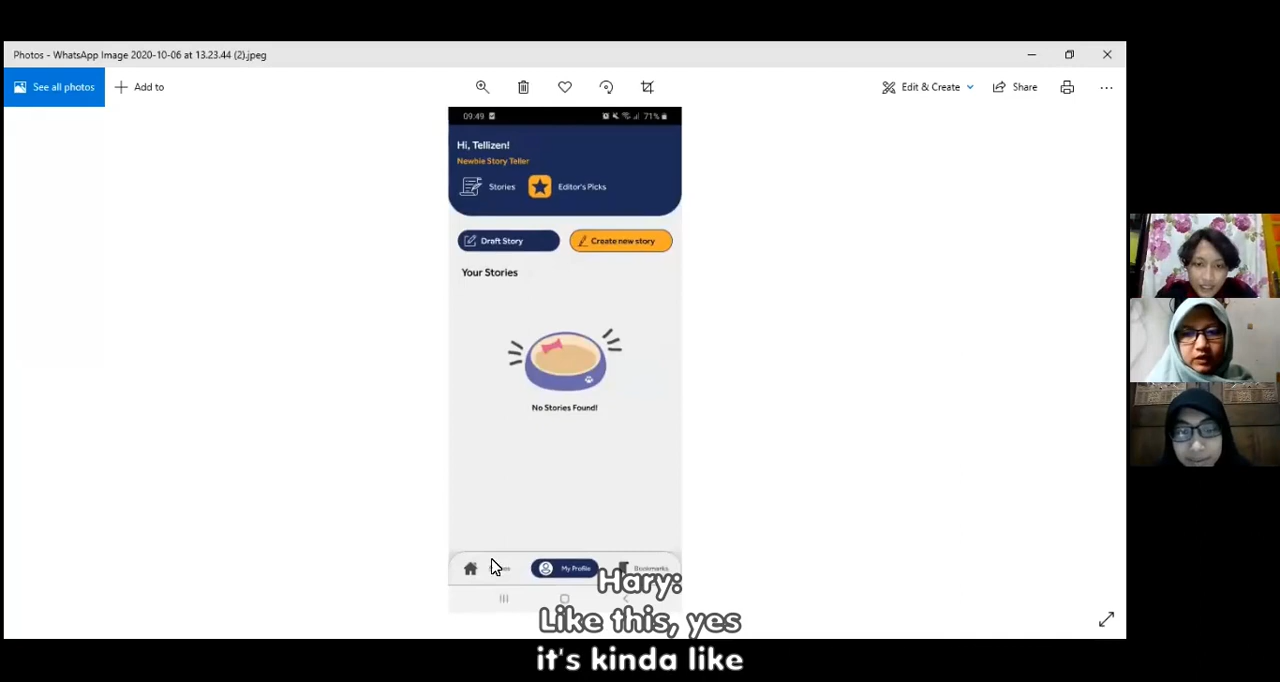 Photos - WhatsApp Image 2020-10-06 at 13.23.44 (2).jpeg
See all photos
Add to
Edit & Create
Share
09:49
71%
Hi, Tellizen!
Newbie Story Teller
Stories
Editor's Picks
Draft Story
Create new story
Your Stories
No Stories Found!
My Profile
Bookmarks
Hary:
Like this, yes
it's kinda like